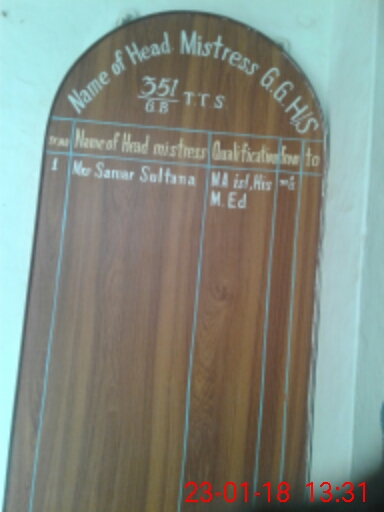 Name of Head Mistress G.G.H/S
351
G B
T.T S
Sr.No Name of Head mistress Qualification from to
1 Mrs Samar Sultana M.A isl, His
M. Ed
23-01-18 13:31